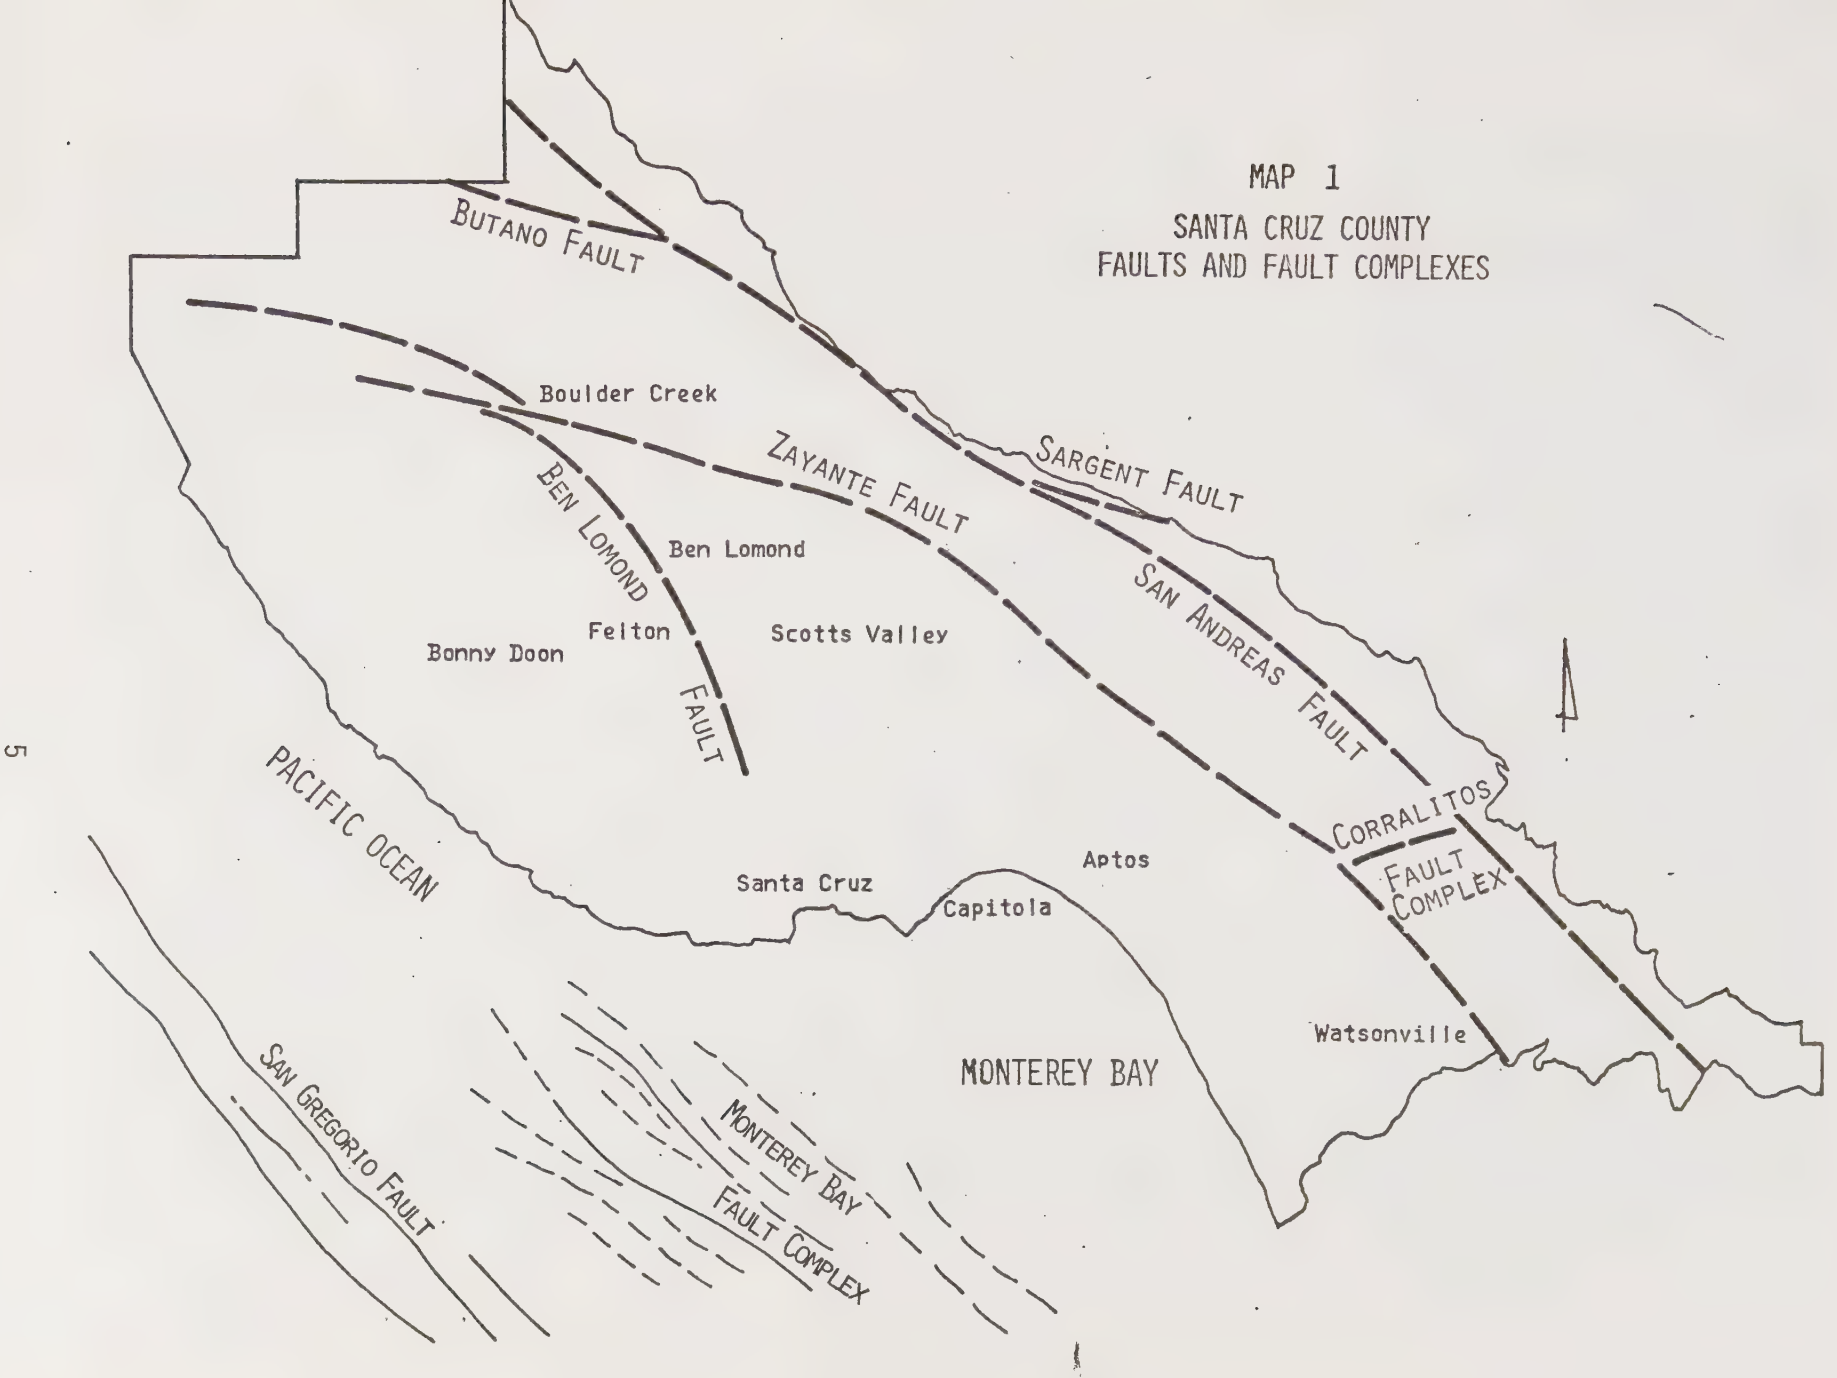 MAP 1
SANTA CRUZ COUNTY
FAULTS AND FAULT COMPLEXES
BUTANO FAULT
Boulder Creek
ZAYANTE FAULT
SARGENT FAULT
BEN LOMOND
FAULT
Ben Lomond
SAN ANDREAS FAULT
Felton
Scotts Valley
Bonny Doon
5
PACIFIC OCEAN
CORRALITOS
FAULT
COMPLEX
Aptos
Santa Cruz
Capitola
Watsonville
MONTEREY BAY
SAN GREGORIO FAULT
MONTEREY BAY
FAULT COMPLEX